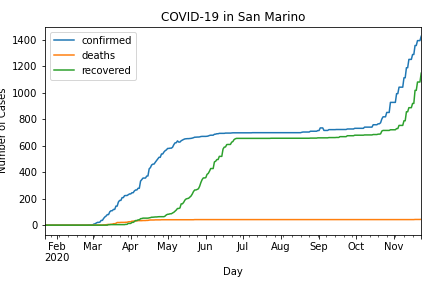 COVID-19 in San Marino
confirmed
deaths
recovered
1400
1200
1000
800
600
400
200
0
Number of Cases
Feb Mar Apr May Jun Jul Aug Sep Oct Nov
2020
Day